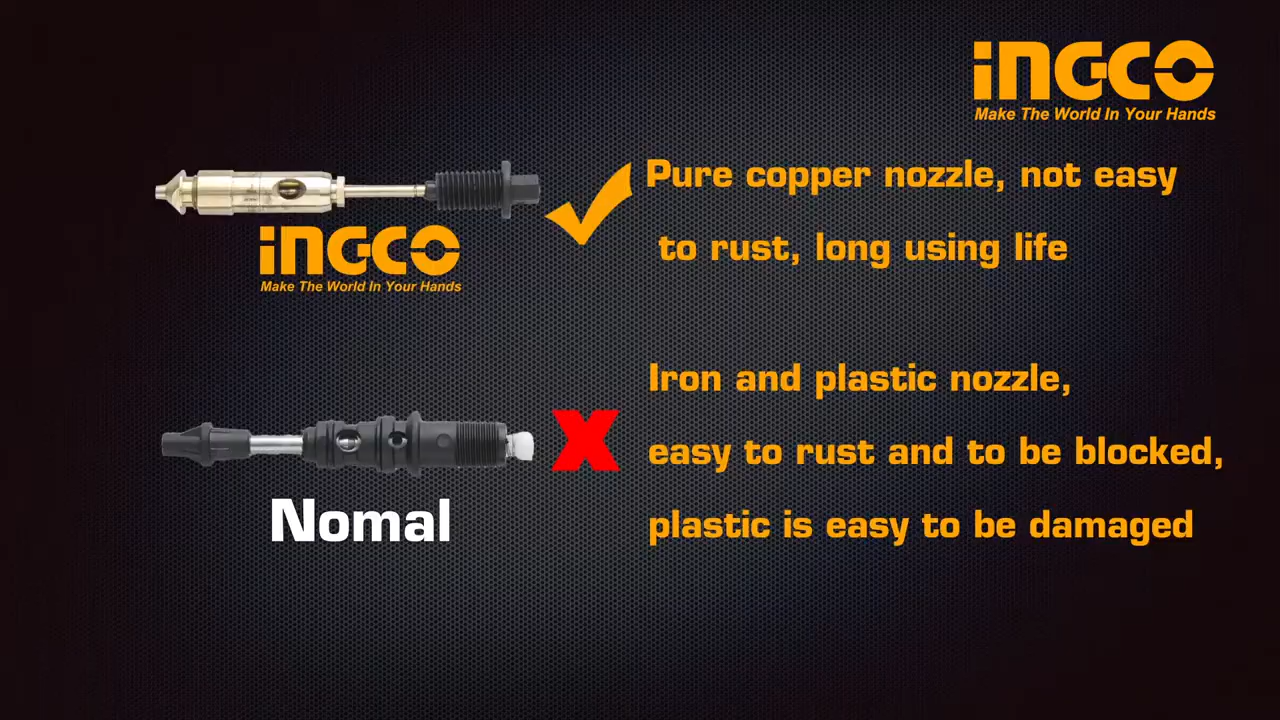 INGCO
Make The World In Your Hands
Pure copper nozzle, not easy
to rust, long using life
INGCO
Make The World In Your Hands
Iron and plastic nozzle,
easy to rust and to be blocked,
plastic is easy to be damaged
Nomal